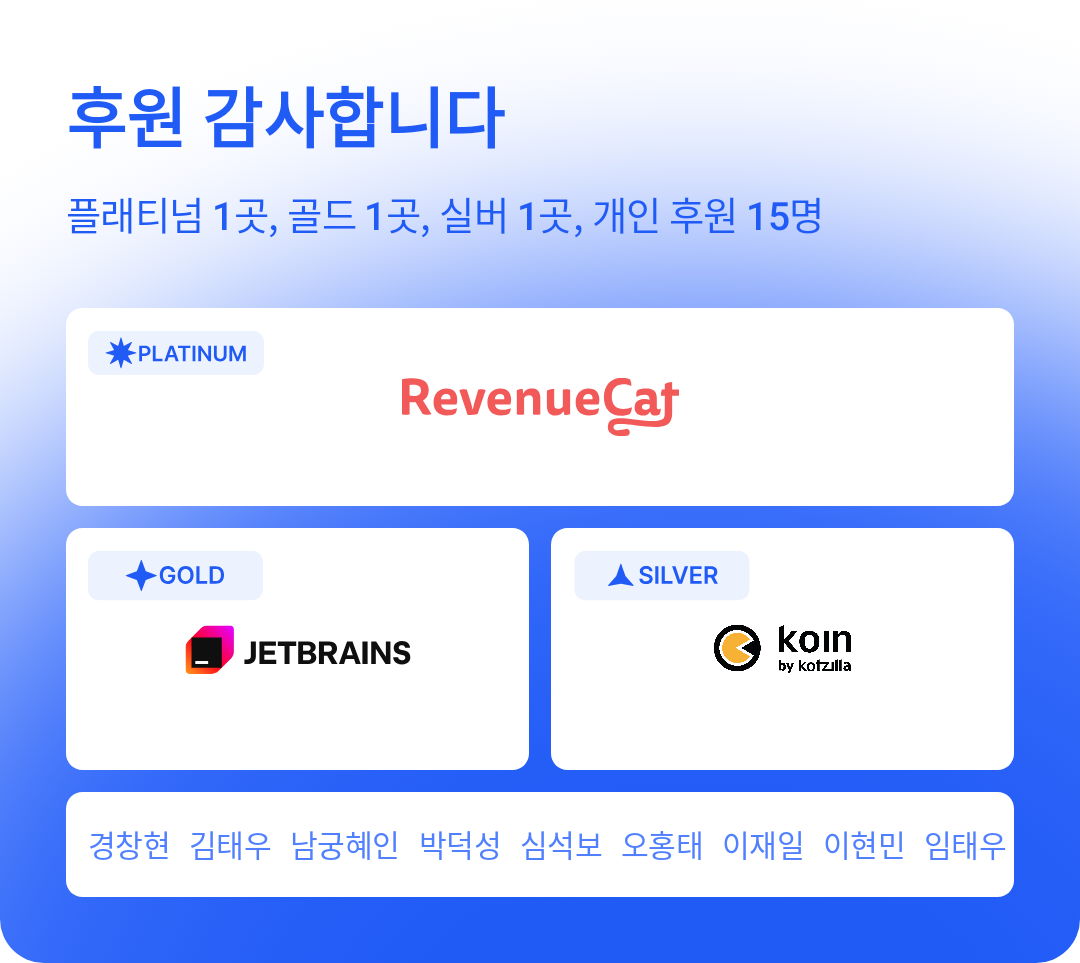 후원 감사합니다
플래티넘 1곳, 골드 1곳, 실버 1곳, 개인 후원 15명
PLATINUM
RevenueCat
GOLD
JETBRAINS
SILVER
koin
by kotzilla
경창현 김태우 남궁혜인 박덕성 심석보 오홍태 이재일 이현민 임태우